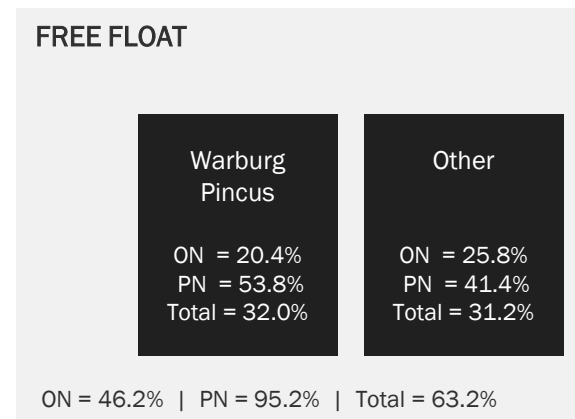 FREE FLOAT
Warburg
Pincus
ON = 20.4%
PN = 53.8%
Total = 32.0%
Other
ON = 25.8%
PN = 41.4%
Total = 31.2%
ON = 46.2% | PN = 95.2% | Total = 63.2%